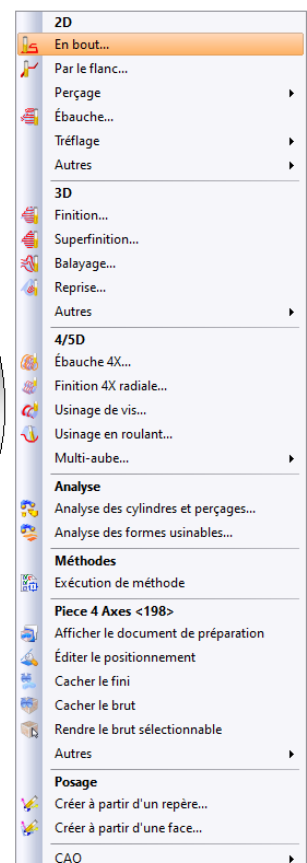 2D
En bout...
Par le flanc...
Perçage
Ébauche...
Tréflage
Autres
3D
Finition...
Superfinition...
Balayage...
Reprise...
Autres
4/5D
Ébauche 4X...
Finition 4X radiale...
Usinage de vis...
Usinage en roulant...
Multi-aube...
Analyse
Analyse des cylindres et perçages...
Analyse des formes usinables...
Méthodes
Exécution de méthode
Piece 4 Axes <198>
Afficher le document de préparation
Éditer le positionnement
Cacher le fini
Cacher le brut
Rendre le brut sélectionnable
Autres
Posage
Créer à partir d'un repère...
Créer à partir d'une face...
CAO